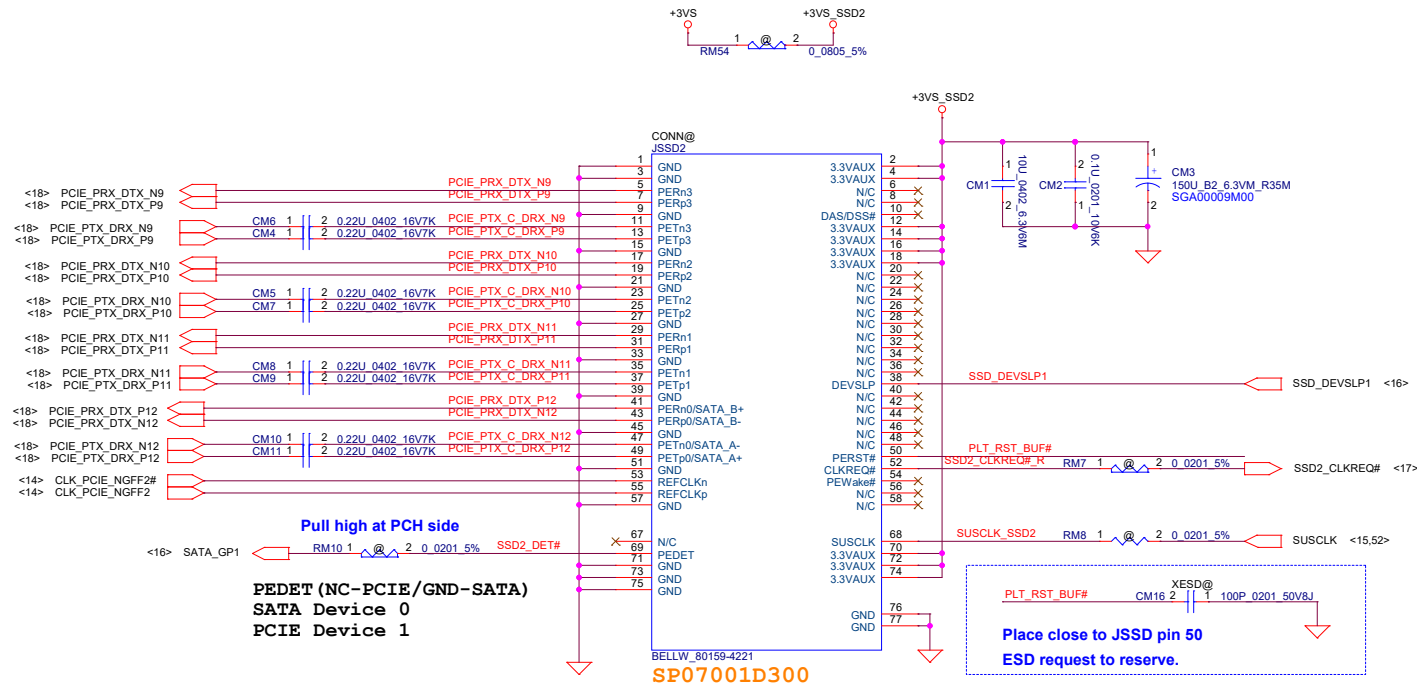 +3VS
+3VS_SSD2
RM54 1 @ 2 0_0805_5%
+3VS_SSD2
CONN@
JSSD2
1 GND
3 GND
<18> PCIE_PRX_DTX_N9 PCIE_PRX_DTX_N9 5 PERn3
<18> PCIE_PRX_DTX_P9 PCIE_PRX_DTX_P9 7 PERp3
9 GND
<18> PCIE_PTX_DRX_N9 CM6 1 2 0.22U_0402_16V7K PCIE_PTX_C_DRX_N9 11 PETn3
<18> PCIE_PTX_DRX_P9 CM4 1 2 0.22U_0402_16V7K PCIE_PTX_C_DRX_P9 13 PETp3
15 GND
<18> PCIE_PRX_DTX_N10 PCIE_PRX_DTX_N10 17 PERn2
<18> PCIE_PRX_DTX_P10 PCIE_PRX_DTX_P10 19 PERp2
21 GND
<18> PCIE_PTX_DRX_N10 CM5 1 2 0.22U_0402_16V7K PCIE_PTX_C_DRX_N10 23 PETn2
<18> PCIE_PTX_DRX_P10 CM7 1 2 0.22U_0402_16V7K PCIE_PTX_C_DRX_P10 25 PETp2
27 GND
<18> PCIE_PRX_DTX_N11 PCIE_PRX_DTX_N11 29 PERn1
<18> PCIE_PRX_DTX_P11 PCIE_PRX_DTX_P11 31 PERp1
33 GND
<18> PCIE_PTX_DRX_N11 CM8 1 2 0.22U_0402_16V7K PCIE_PTX_C_DRX_N11 35 PETn1
<18> PCIE_PTX_DRX_P11 CM9 1 2 0.22U_0402_16V7K PCIE_PTX_C_DRX_P11 37 PETp1
39 GND
<18> PCIE_PRX_DTX_P12 PCIE_PRX_DTX_P12 41 PERn0/SATA_B+
<18> PCIE_PRX_DTX_N12 PCIE_PRX_DTX_N12 43 PERp0/SATA_B-
45 GND
<18> PCIE_PTX_DRX_N12 CM10 1 2 0.22U_0402_16V7K PCIE_PTX_C_DRX_N12 47 PETn0/SATA_A-
<18> PCIE_PTX_DRX_P12 CM11 1 2 0.22U_0402_16V7K PCIE_PTX_C_DRX_P12 49 PETp0/SATA_A+
51 GND
<14> CLK_PCIE_NGFF2# 53 REFCLKn
<14> CLK_PCIE_NGFF2 55 REFCLKp
57 GND
Pull high at PCH side
67 N/C
<16> SATA_GP1 RM10 1 @ 2 0_0201_5% SSD2_DET# 69 PEDET
71 GND
73 GND
75 GND
PEDET(NC-PCIE/GND-SATA)
SATA Device 0
PCIE Device 1
3.3VAUX 2
3.3VAUX 4
N/C 6
N/C 8
DAS/DSS# 10
3.3VAUX 12
3.3VAUX 14
3.3VAUX 16
3.3VAUX 18
N/C 20
N/C 22
N/C 24
N/C 26
N/C 28
N/C 30
N/C 32
N/C 34
N/C 36
DEVSLP 38 SSD_DEVSLP1 SSD_DEVSLP1 <16>
N/C 40
N/C 42
N/C 44
N/C 46
N/C 48
PERST# 50 PLT_RST_BUF#
CLKREQ# 52 SSD2_CLKREQ#_R RM7 1 @ 2 0_0201_5% SSD2_CLKREQ# <17>
PEWake# 54
N/C 56
N/C 58
SUSCLK 68 SUSCLK_SSD2 RM8 1 @ 2 0_0201_5% SUSCLK <15,52>
3.3VAUX 70
3.3VAUX 72
3.3VAUX 74
GND 76
GND 77
1 CM1 2 10U_0402_6.3V6M
2 CM2 1 0.1U_0201_10V6K
1 + 2
CM3
150U_B2_6.3VM_R35M
SGA00009M00
XESD@
PLT_RST_BUF# CM16 2 1 100P_0201_50V8J
Place close to JSSD pin 50
ESD request to reserve.
BELLW_80159-4221
SP07001D300